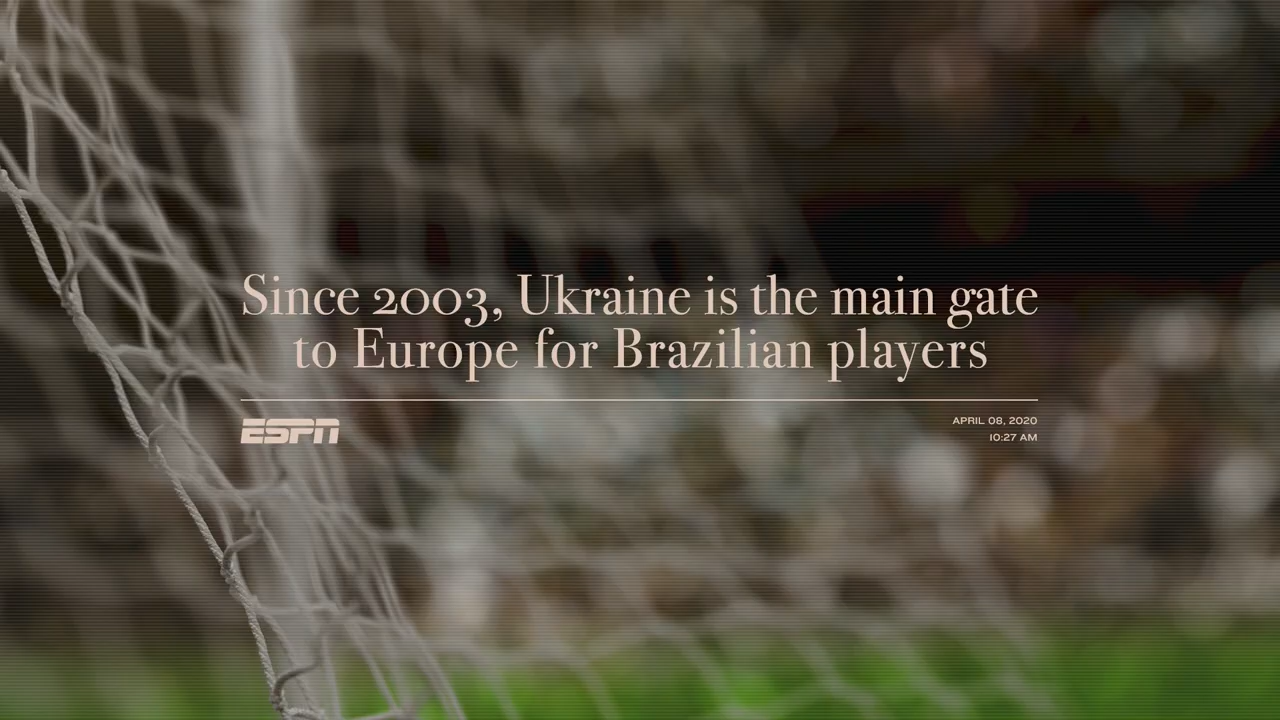 Since 2003, Ukraine is the main gate
to Europe for Brazilian players
ESPN
APRIL 08, 2020
10:27 AM